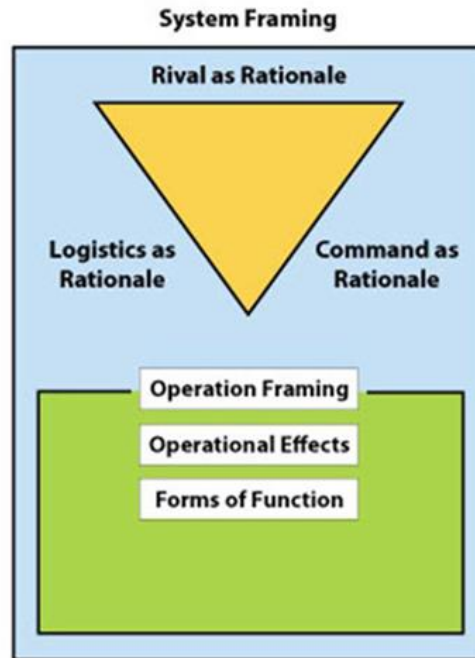 System Framing
Rival as Rationale
Logistics as
Rationale
Command as
Rationale
Operation Framing
Operational Effects
Forms of Function